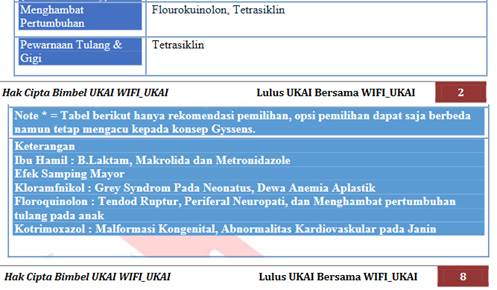 Menghambat Flourokuinolon, Tetrasiklin
Pertumbuhan
Pewarnaan Tulang & Tetrasiklin
Gigi
Hak Cipta Bimbel UKAI WIFI_UKAI Lulus UKAI Bersama WIFI_UKAI 2
Note * = Tabel berikut hanya rekomendasi pemilihan, opsi pemilihan dapat saja berbeda
namun tetap mengacu kepada konsep Gyssens.
Keterangan
Ibu Hamil : B.Laktam, Makrolida dan Metronidazole
Efek Samping Mayor
Kloramfnikol : Grey Syndrom Pada Neonatus, Dewa Anemia Aplastik
Floroquinolon : Tendod Ruptur, Periferal Neuropati, dan Menghambat pertumbuhan
tulang pada anak
Kotrimoxazol : Malformasi Kongenital, Abnormalitas Kardiovaskular pada Janin
Hak Cipta Bimbel UKAI WIFI_UKAI Lulus UKAI Bersama WIFI_UKAI 8